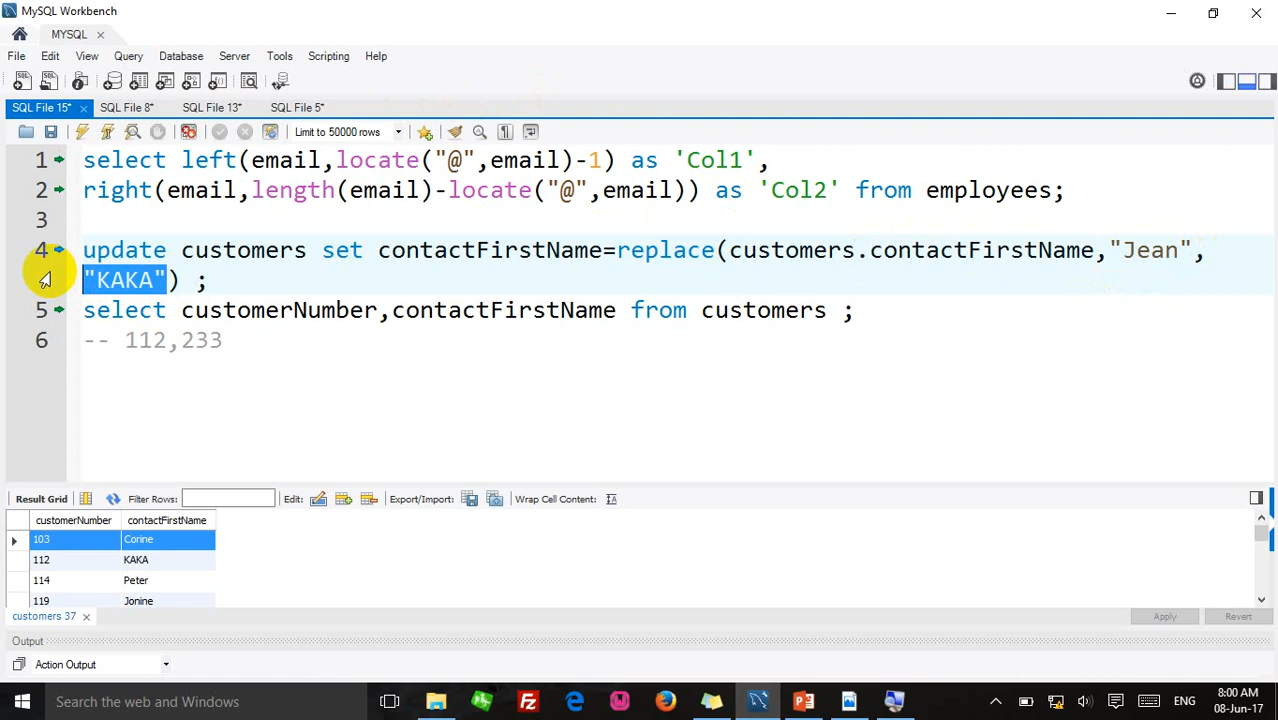 MySQL Workbench
MYSQL
File Edit View Query Database Server Tools Scripting Help
SQL File 15* SQL File 8* SQL File 13* SQL File 5*
Limit to 50000 rows
1 select left(email,locate("@",email)-1) as 'Col1',
2 right(email,length(email)-locate("@",email)) as 'Col2' from employees;
3
4 update customers set contactFirstName=replace(customers.contactFirstName,"Jean",
"KAKA") ;
5 select customerNumber,contactFirstName from customers ;
6 -- 112,233
Result Grid Filter Rows: Edit: Export/Import: Wrap Cell Content:
customerNumber contactFirstName
103 Corine
112 KAKA
114 Peter
119 Jonine
customers 37 Apply Revert
Output
Action Output
Search the web and Windows ENG 8:00 AM
08-Jun-17